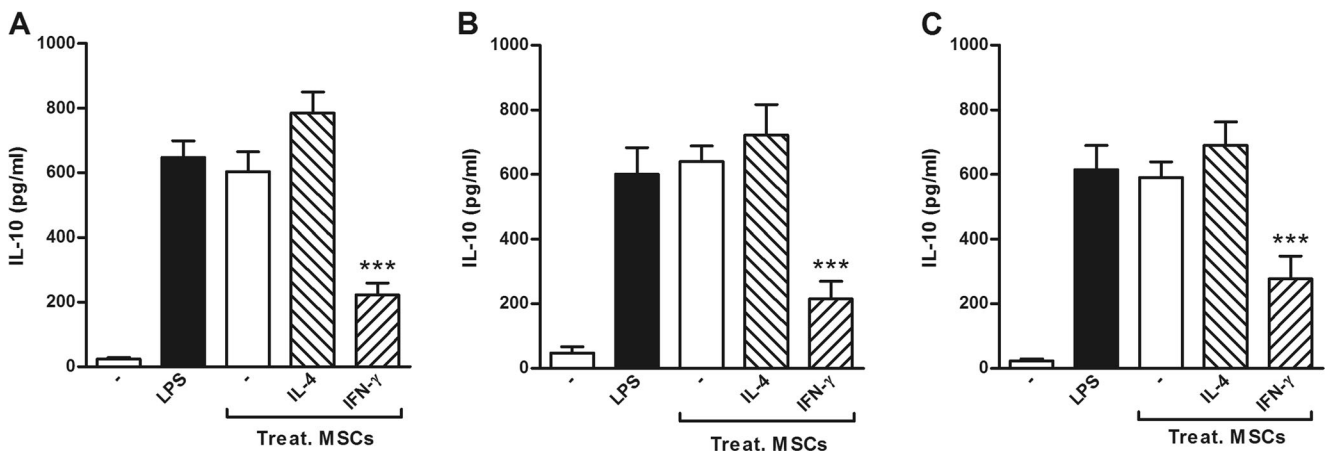 A
IL-10 (pg/ml)
1000
800
600
400
200
0
***
- LPS - IL-4 IFN-γ
Treat. MSCs
B
IL-10 (pg/ml)
1000
800
600
400
200
0
***
- LPS - IL-4 IFN-γ
Treat. MSCs
C
IL-10 (pg/ml)
1000
800
600
400
200
0
***
- LPS - IL-4 IFN-γ
Treat. MSCs